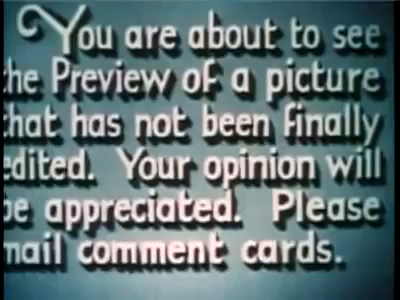 You are about to see
the Preview of a picture
that has not been finally
edited. Your opinion will
be appreciated. Please
mail comment cards.